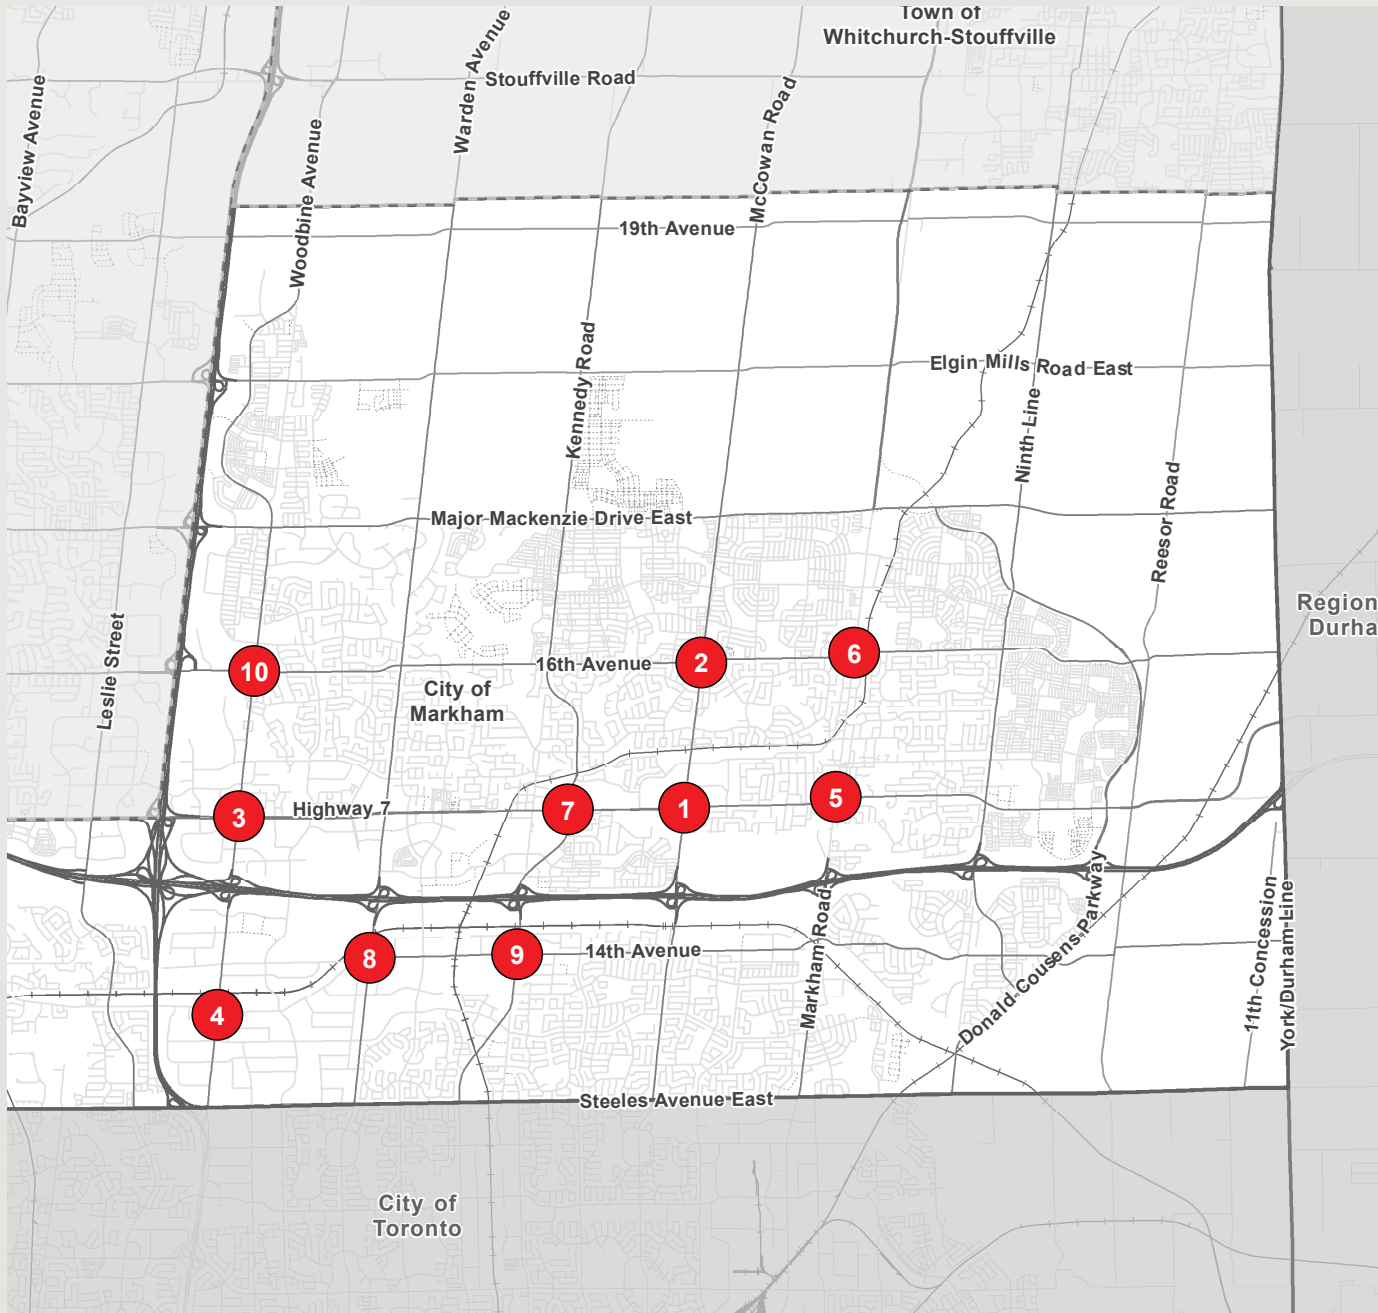 Town of
Whitchurch-Stouffville
Stouffville Road
Bayview Avenue
Woodbine Avenue
Warden Avenue
McCowan Road
19th Avenue
Kennedy Road
Elgin Mills Road East
Ninth Line
Reesor Road
Major Mackenzie Drive East
Leslie Street
Region
Durha
10
16th Avenue
2
6
City of
Markham
3
Highway 7
7
1
5
8
9
14th Avenue
4
Markham Road
Donald Cousens Parkway
11th Concession
York/Durham Line
Steeles Avenue East
City of
Toronto